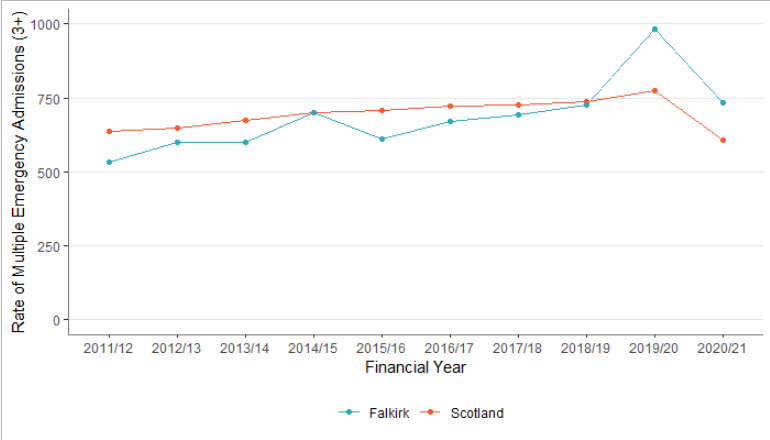 Rate of Multiple Emergency Admissions (3+)
1000
750
500
250
0
2011/12 2012/13 2013/14 2014/15 2015/16 2016/17 2017/18 2018/19 2019/20 2020/21
Financial Year
Falkirk Scotland